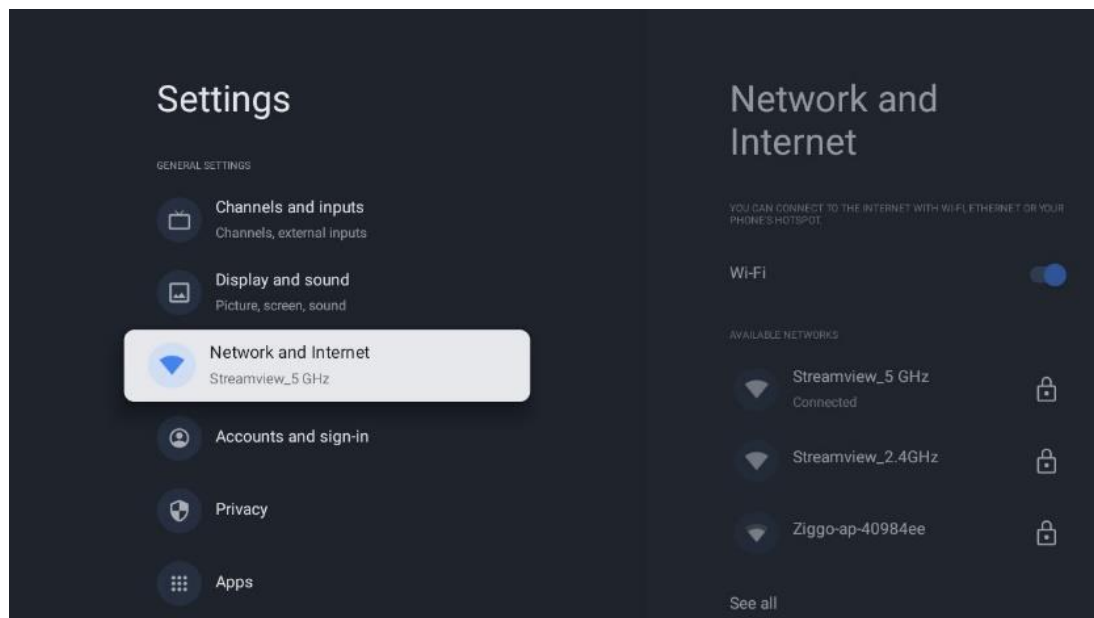 Settings
GENERAL SETTINGS
Channels and inputs
Channels, external inputs
Display and sound
Picture, screen, sound
Network and Internet
Streamview_5 GHz
Accounts and sign-in
Privacy
Apps
Network and
Internet
YOU CAN CONNECT TO THE INTERNET WITH WI-FI, ETHERNET OR YOUR
PHONE'S HOTSPOT.
Wi-Fi
AVAILABLE NETWORKS
Streamview_5 GHz
Connected
Streamview_2.4GHz
Ziggo-ap-40984ee
See all